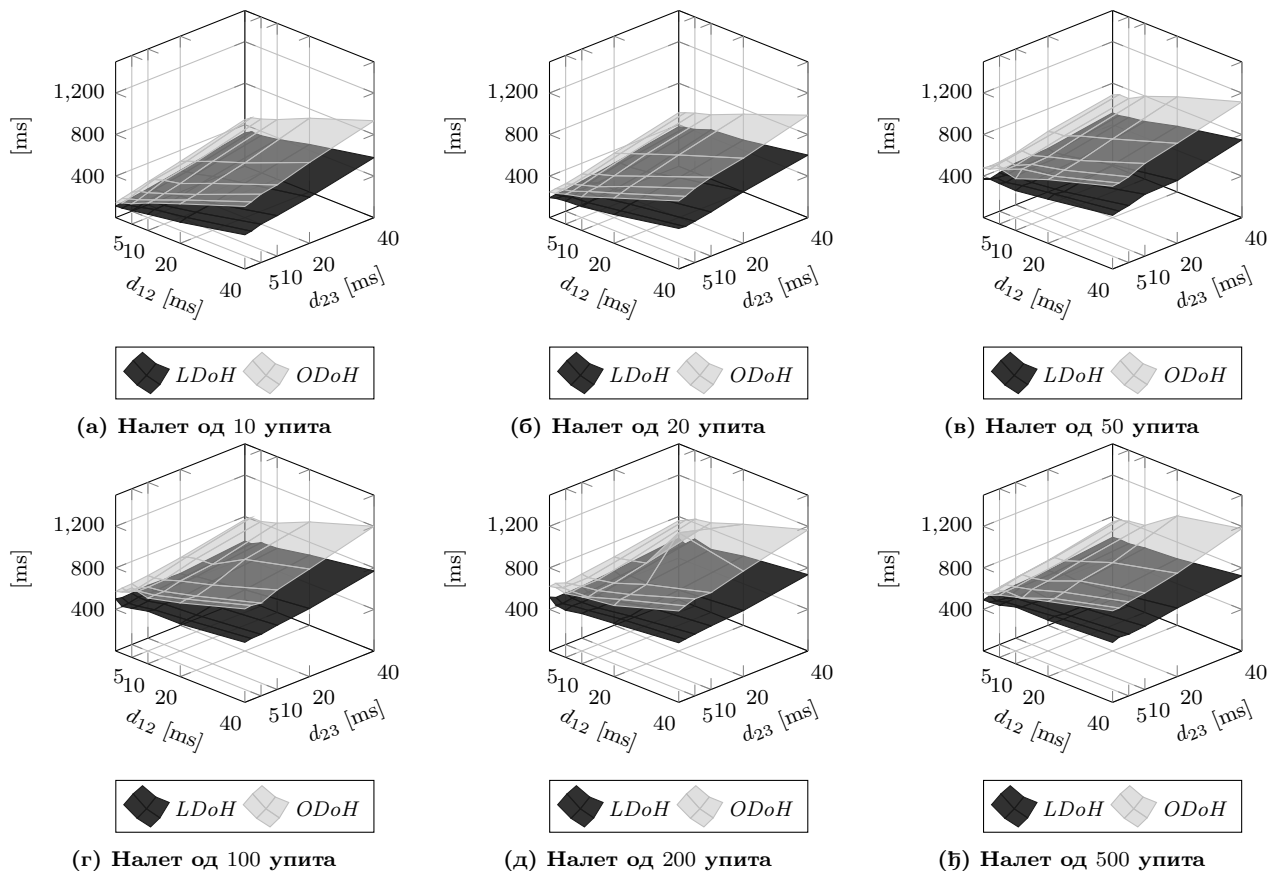 1,200
800
400
[ms]
5 10 20 40
d12 [ms]
5 10 20 40
d23 [ms]
LDoH ODoH
(а) Налет од 10 упита
1,200
800
400
[ms]
5 10 20 40
d12 [ms]
5 10 20 40
d23 [ms]
LDoH ODoH
(б) Налет од 20 упита
1,200
800
400
[ms]
5 10 20 40
d12 [ms]
5 10 20 40
d23 [ms]
LDoH ODoH
(в) Налет од 50 упита
1,200
800
400
[ms]
5 10 20 40
d12 [ms]
5 10 20 40
d23 [ms]
LDoH ODoH
(г) Налет од 100 упита
1,200
800
400
[ms]
5 10 20 40
d12 [ms]
5 10 20 40
d23 [ms]
LDoH ODoH
(д) Налет од 200 упита
1,200
800
400
[ms]
5 10 20 40
d12 [ms]
5 10 20 40
d23 [ms]
LDoH ODoH
(ђ) Налет од 500 упита